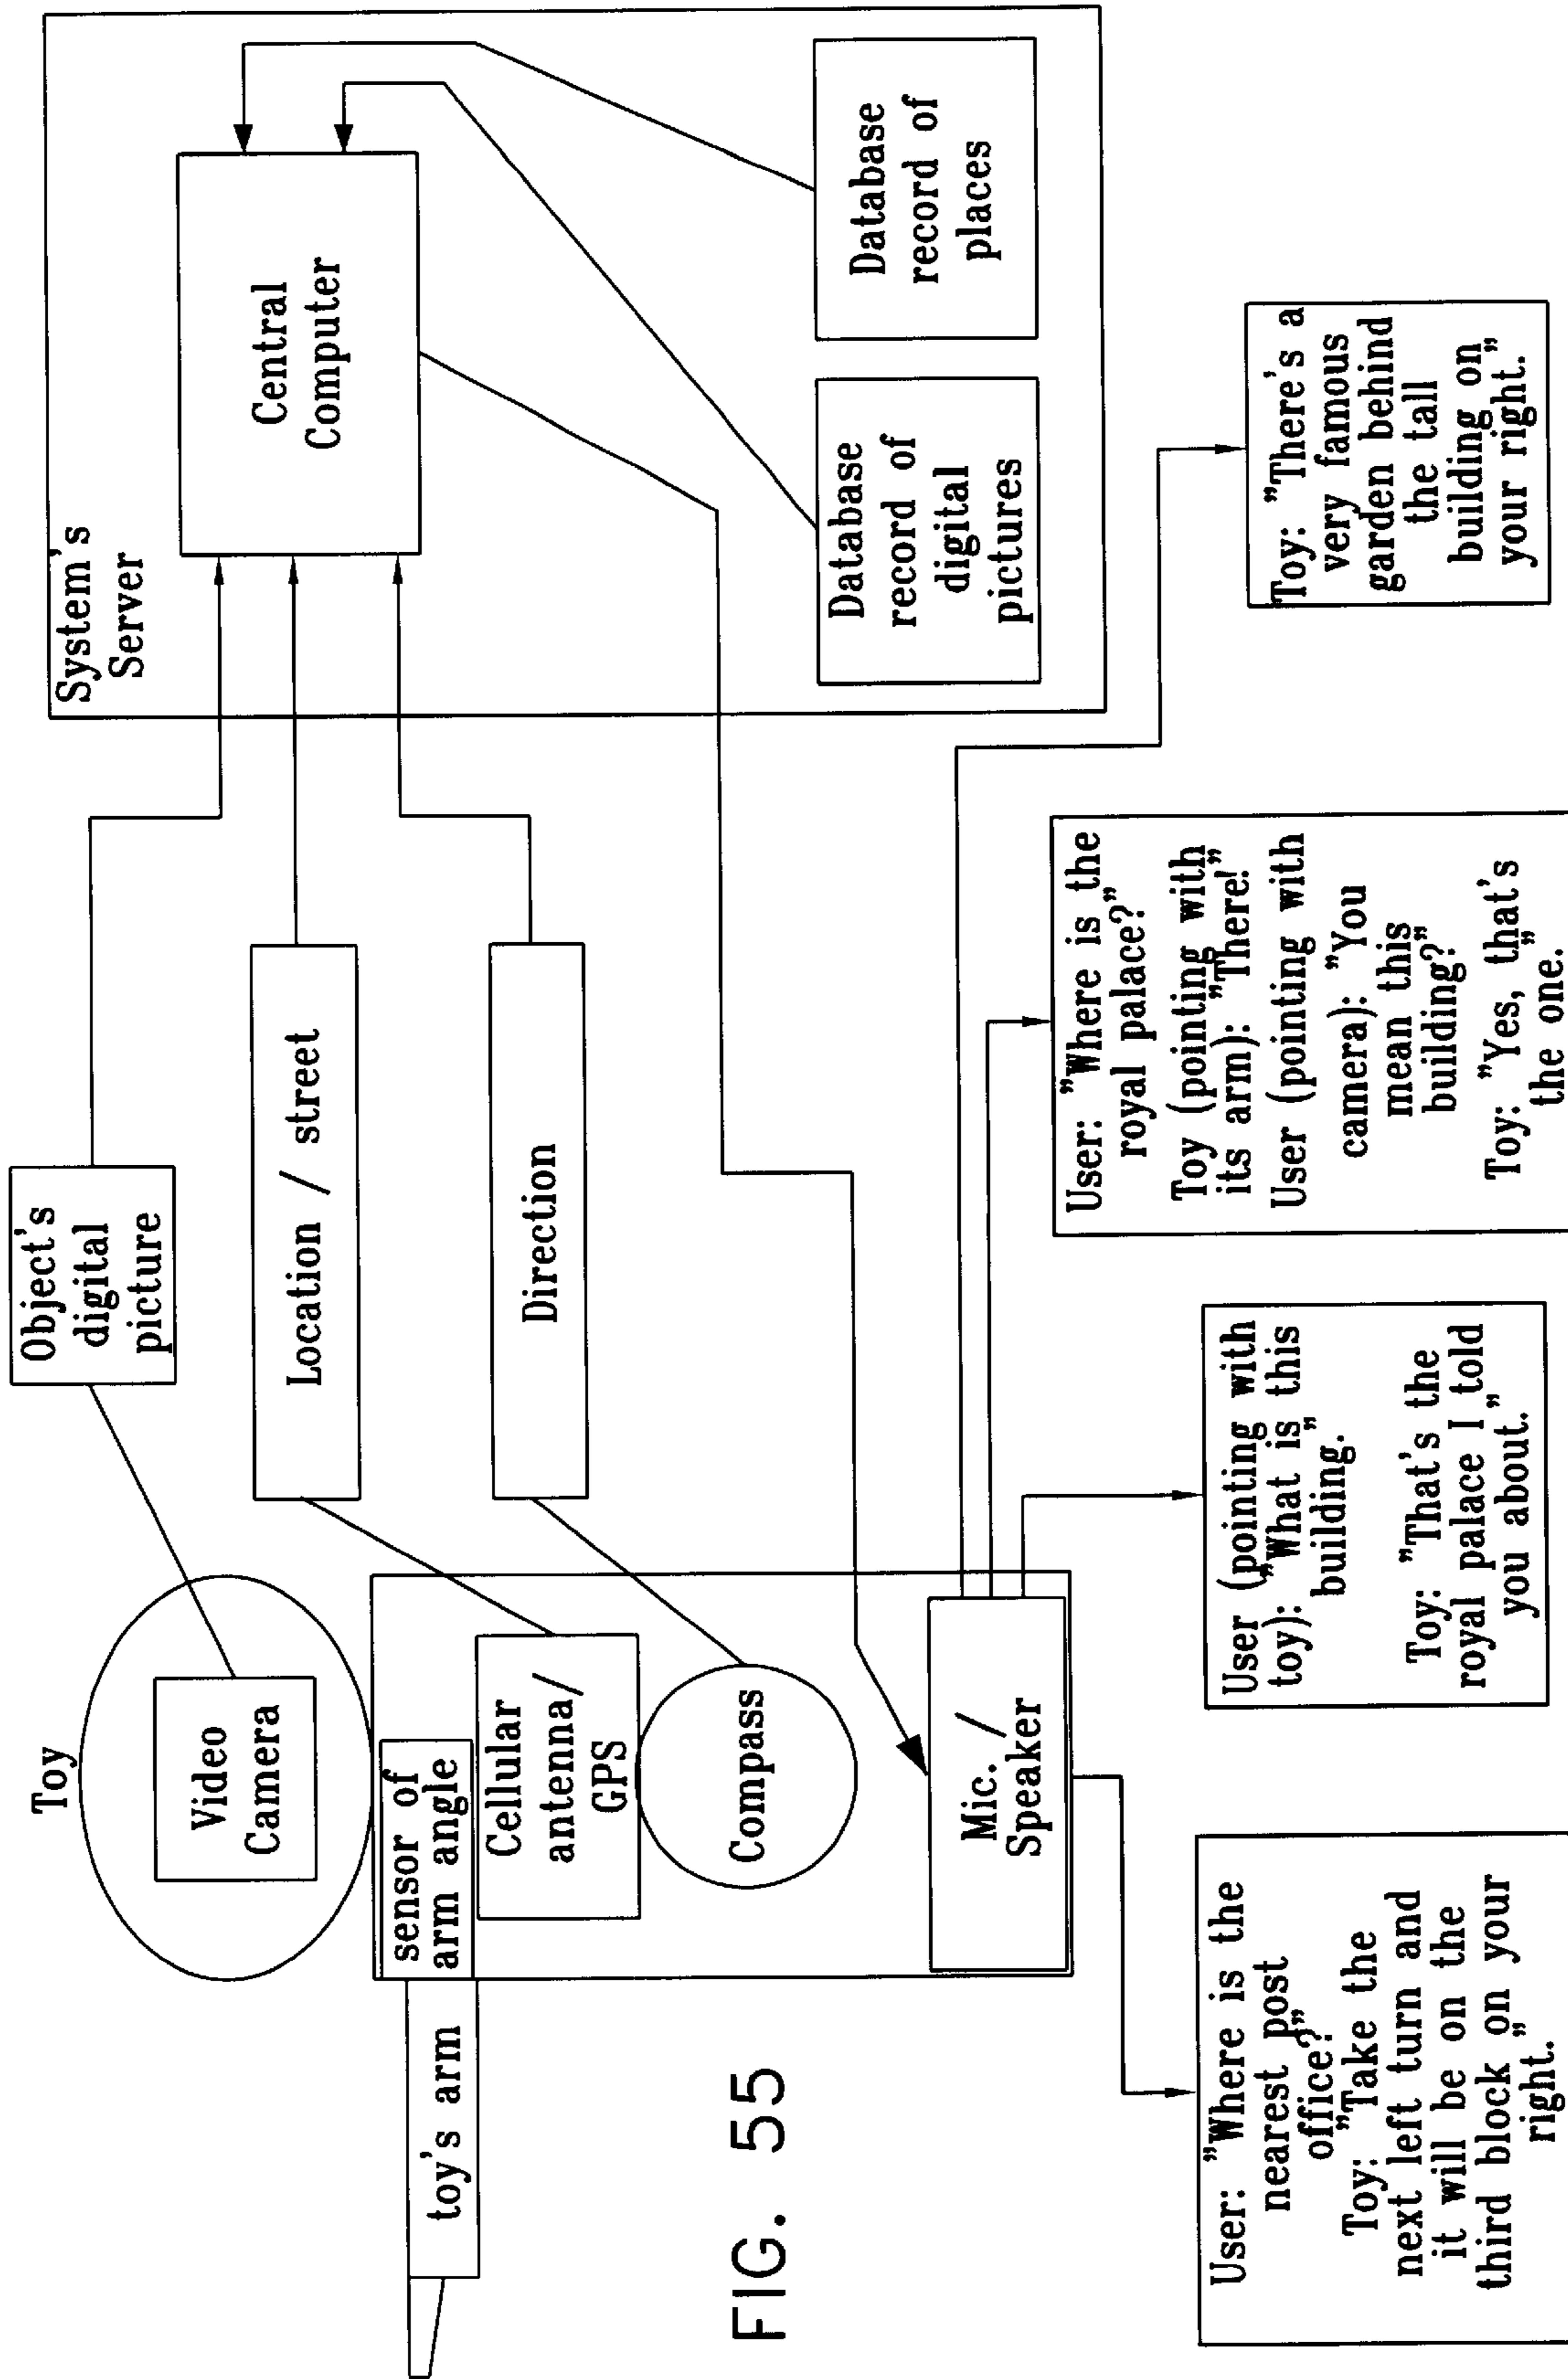 Toy
Video
Camera
sensor of
arm angle
toy's arm
Cellular
antenna/
GPS
Compass
Mic./
Speaker
Object's
digital
picture
Location / street
Direction
System's
Server
Central
Computer
Database
record of
digital
pictures
Database
record of
places
FIG. 55
User: "Where is the
nearest post
office?"
Toy: "Take the
next left turn and
it will be on the
third block on your
right."
User (pointing with
toy): "What is this
building."
Toy: "That's the
royal palace I told
you about."
User: "Where is the
royal palace?"
Toy (pointing with
its arm): "There!"
User (pointing with
camera): "You
mean this
building?"
Toy: "Yes, that's
the one."
Toy: "There's a
very famous
garden behind
the tall
building on
your right."